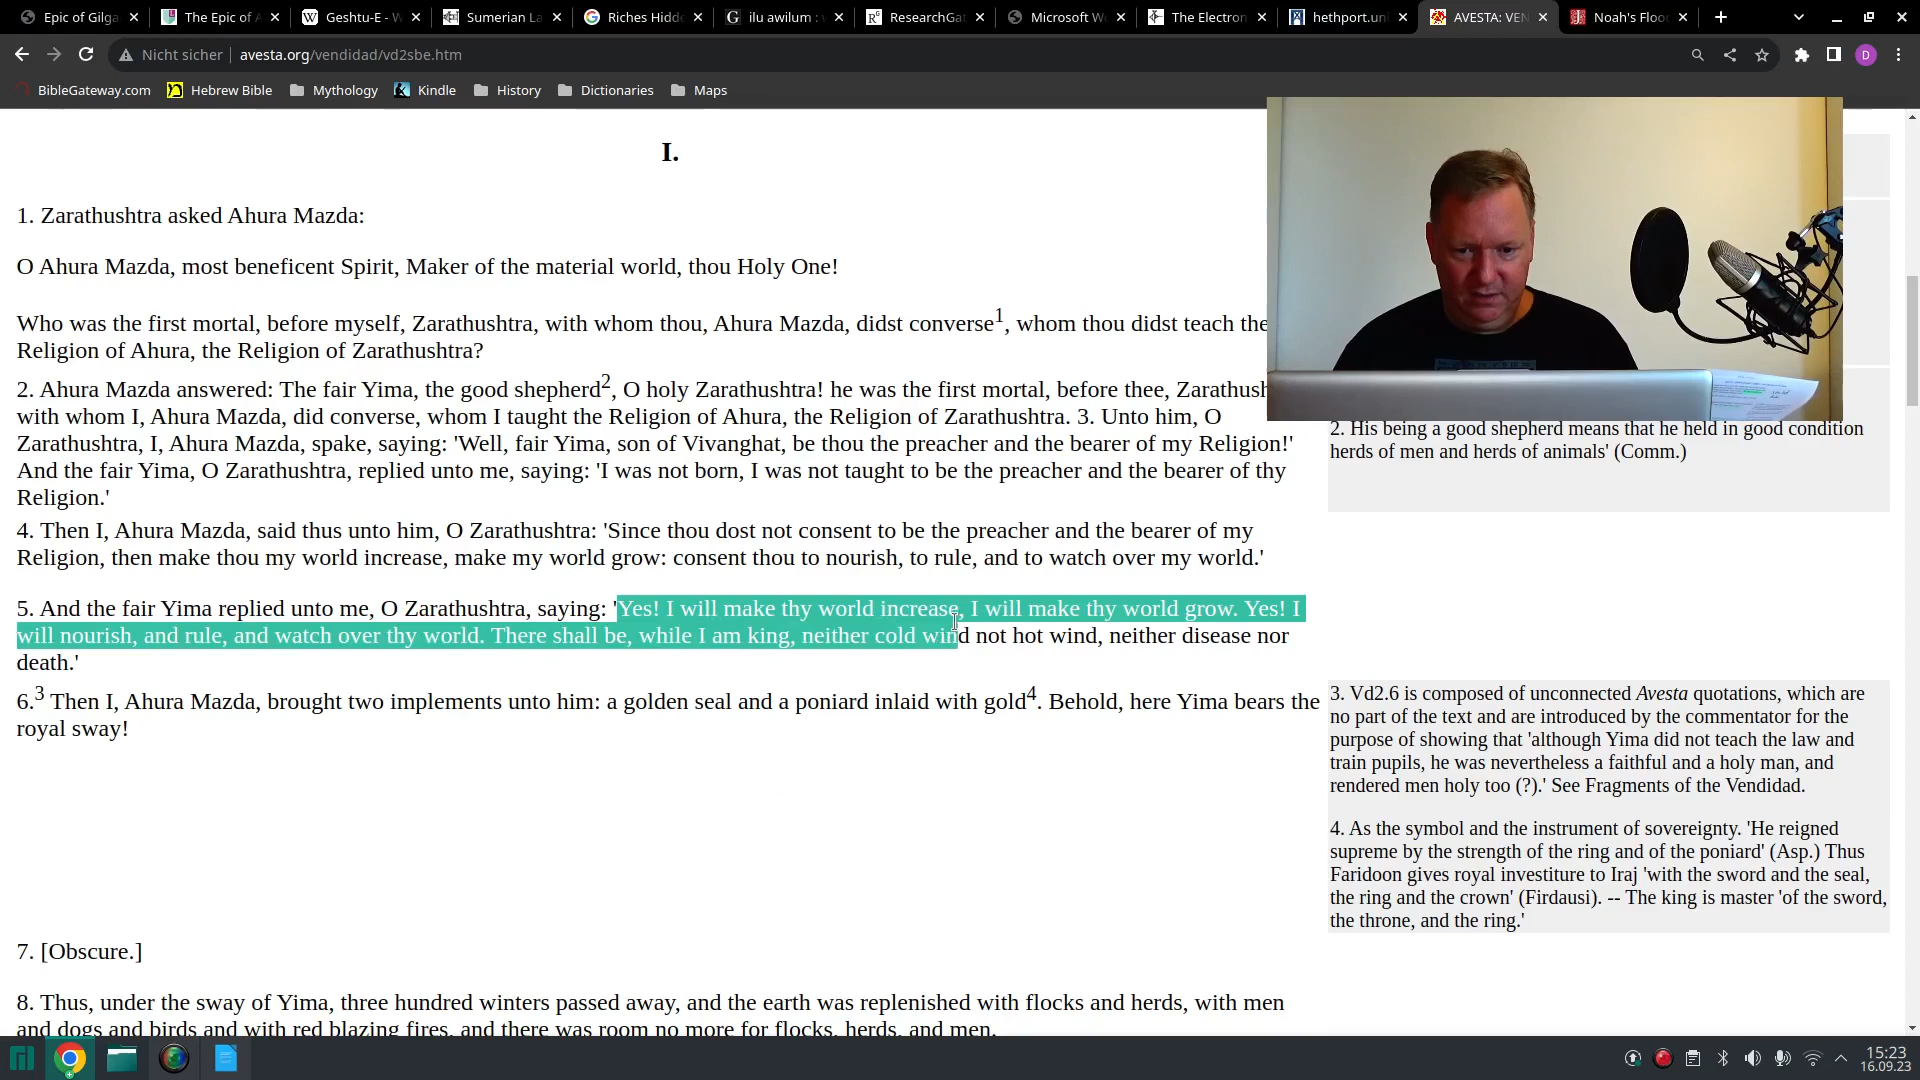 Epic of Gilga
The Epic of A
Geshtu-E - W
Sumerian La
Riches Hidde
ilu awilum : w
ResearchGat
Microsoft Wo
The Electron
hethport.uni
AVESTA: VEN
Noah's Floo
Nicht sicher
avesta.org/vendidad/vd2sbe.htm
D
BibleGateway.com
Hebrew Bible
Mythology
Kindle
History
Dictionaries
Maps
I.
1. Zarathushtra asked Ahura Mazda:
O Ahura Mazda, most beneficent Spirit, Maker of the material world, thou Holy One!
Who was the first mortal, before myself, Zarathushtra, with whom thou, Ahura Mazda, didst converse1, whom thou didst teach the
Religion of Ahura, the Religion of Zarathushtra?
2. Ahura Mazda answered: The fair Yima, the good shepherd2, O holy Zarathushtra! he was the first mortal, before thee, Zarathush
with whom I, Ahura Mazda, did converse, whom I taught the Religion of Ahura, the Religion of Zarathushtra. 3. Unto him, O
Zarathushtra, I, Ahura Mazda, spake, saying: 'Well, fair Yima, son of Vivanghat, be thou the preacher and the bearer of my Religion!'
And the fair Yima, O Zarathushtra, replied unto me, saying: 'I was not born, I was not taught to be the preacher and the bearer of thy
Religion.'
4. Then I, Ahura Mazda, said thus unto him, O Zarathushtra: 'Since thou dost not consent to be the preacher and the bearer of my
Religion, then make thou my world increase, make my world grow: consent thou to nourish, to rule, and to watch over my world.'
5. And the fair Yima replied unto me, O Zarathushtra, saying: 'Yes! I will make thy world increase, I will make thy world grow. Yes! I
will nourish, and rule, and watch over thy world. There shall be, while I am king, neither cold wind not hot wind, neither disease nor
death.'
6.3 Then I, Ahura Mazda, brought two implements unto him: a golden seal and a poniard inlaid with gold4. Behold, here Yima bears the
royal sway!
7. [Obscure.]
8. Thus, under the sway of Yima, three hundred winters passed away, and the earth was replenished with flocks and herds, with men
and dogs and birds and with red blazing fires, and there was room no more for flocks, herds, and men.
2. His being a good shepherd means that he held in good condition
herds of men and herds of animals' (Comm.)
3. Vd2.6 is composed of unconnected Avesta quotations, which are
no part of the text and are introduced by the commentator for the
purpose of showing that 'although Yima did not teach the law and
train pupils, he was nevertheless a faithful and a holy man, and
rendered men holy too (?).' See Fragments of the Vendidad.
4. As the symbol and the instrument of sovereignty. 'He reigned
supreme by the strength of the ring and of the poniard' (Asp.) Thus
Faridoon gives royal investiture to Iraj 'with the sword and the seal,
the ring and the crown' (Firdausi). -- The king is master 'of the sword,
the throne, and the ring.'
15:23
16.09.23